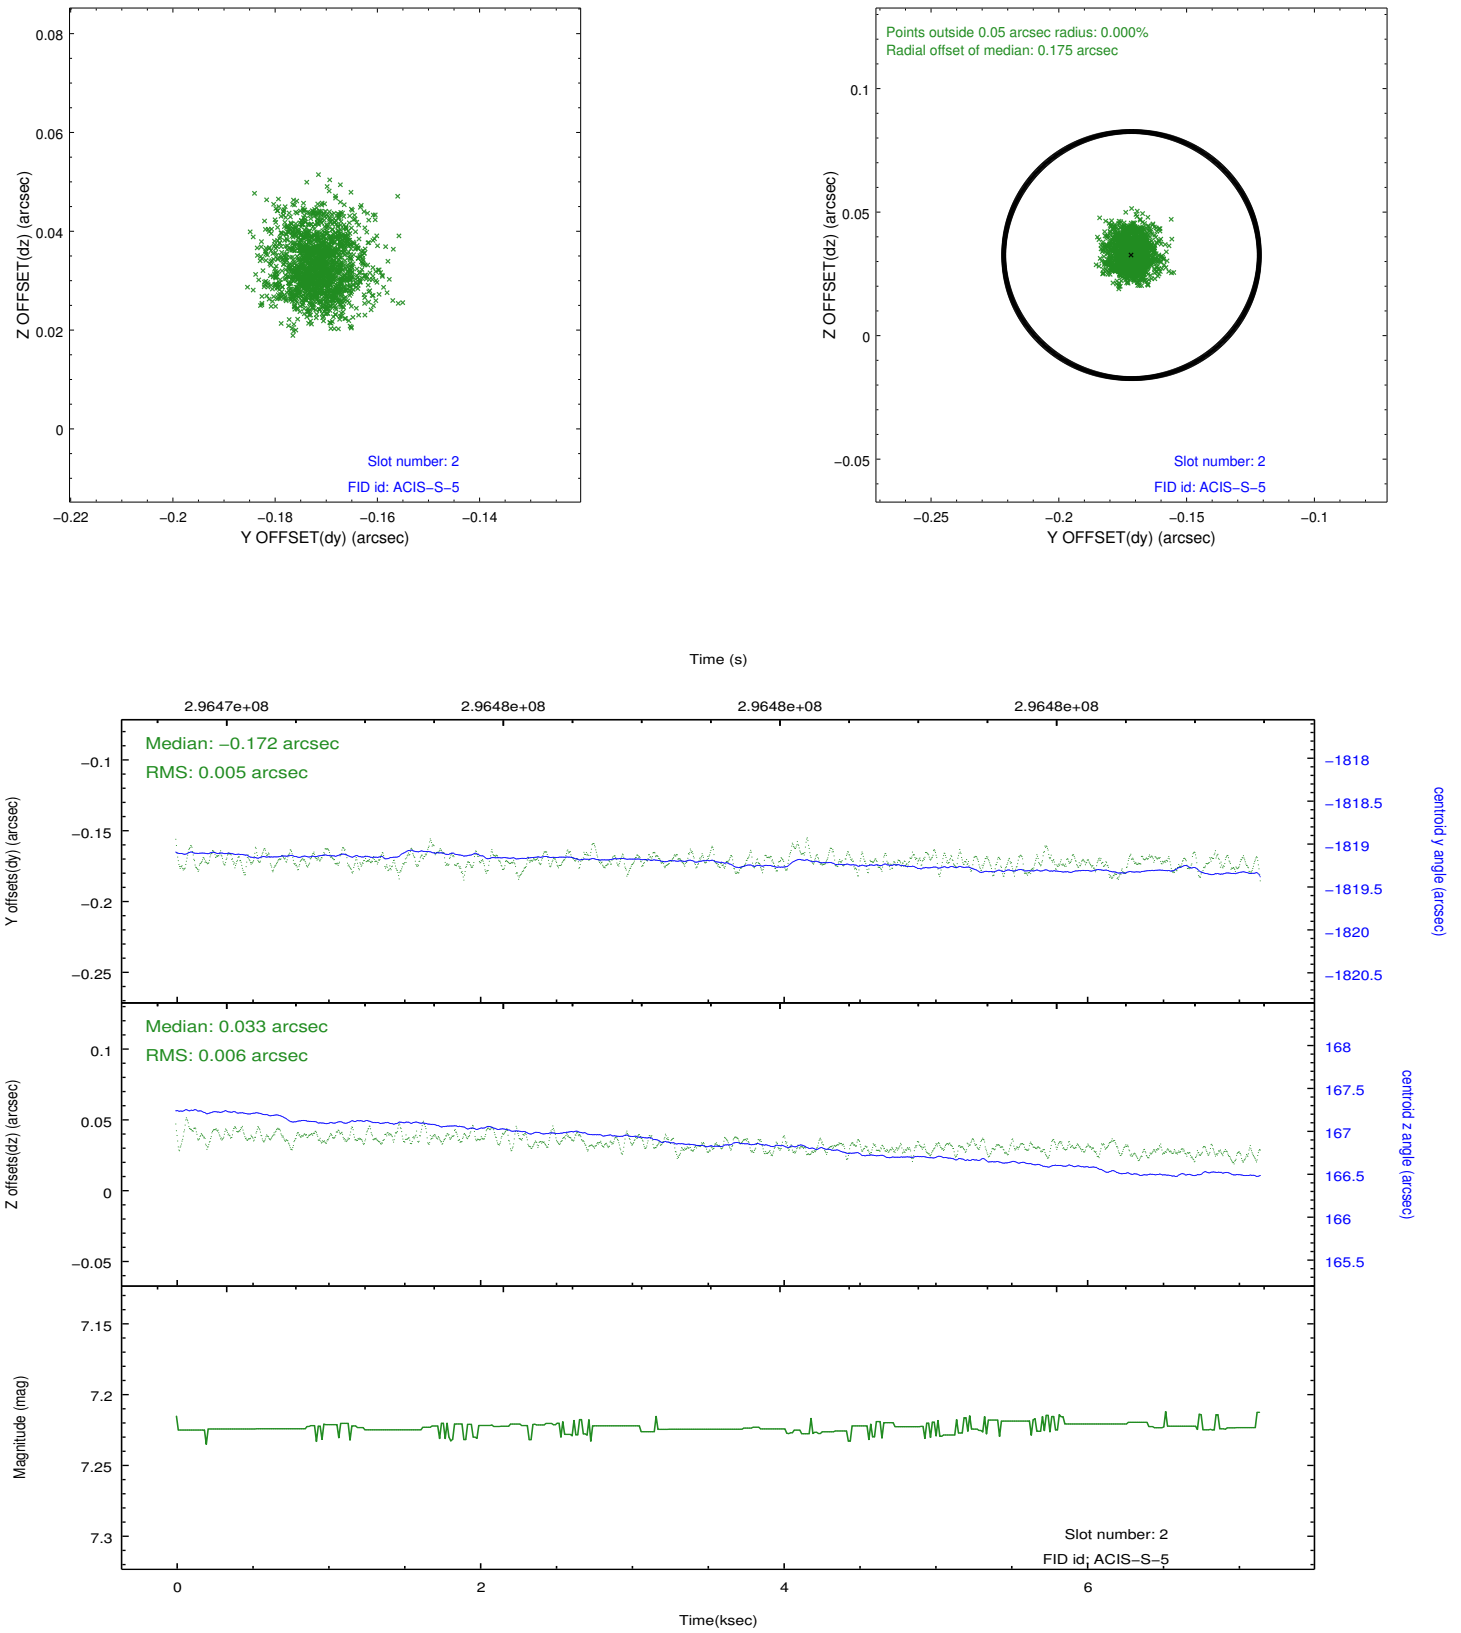 0.08
0.06
0.04
0.02
0
Z OFFSET(dz) (arcsec)
Slot number: 2
FID id: ACIS−S−5
−0.22
−0.2
−0.18
−0.16
−0.14
Y OFFSET(dy) (arcsec)
Points outside 0.05 arcsec radius: 0.000%
Radial offset of median: 0.175 arcsec
0.1
0.05
0
−0.05
Z OFFSET(dz) (arcsec)
Slot number: 2
FID id: ACIS−S−5
−0.25
−0.2
−0.15
−0.1
Y OFFSET(dy) (arcsec)
Time (s)
2.9647e+08
2.9648e+08
2.9648e+08
2.9648e+08
Median: −0.172 arcsec
RMS: 0.005 arcsec
−0.1
−0.15
−0.2
−0.25
Y offsets(dy) (arcsec)
−1818
−1818.5
−1819
−1819.5
−1820
−1820.5
centroid y angle (arcsec)
Median: 0.033 arcsec
RMS: 0.006 arcsec
0.1
0.05
0
−0.05
Z offsets(dz) (arcsec)
168
167.5
167
166.5
166
165.5
centroid z angle (arcsec)
7.15
7.2
7.25
7.3
Magnitude (mag)
Slot number: 2
FID id: ACIS−S−5
0
2
4
6
Time(ksec)